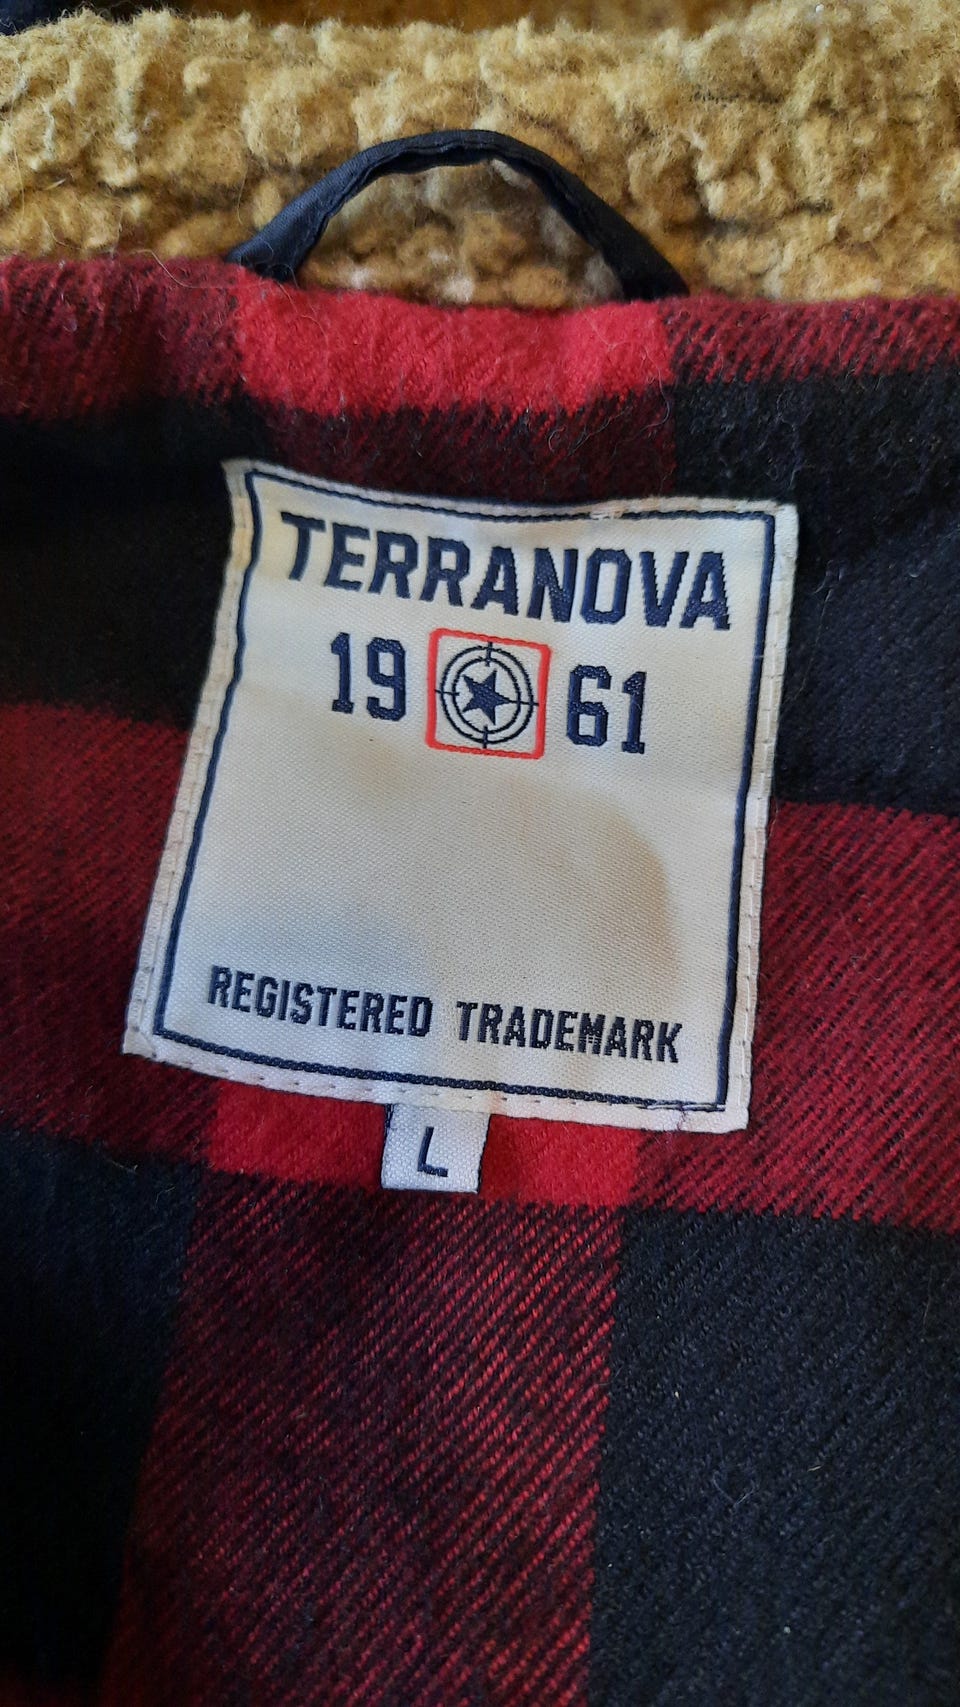 TERRANOVA
19 61
REGISTERED TRADEMARK
L